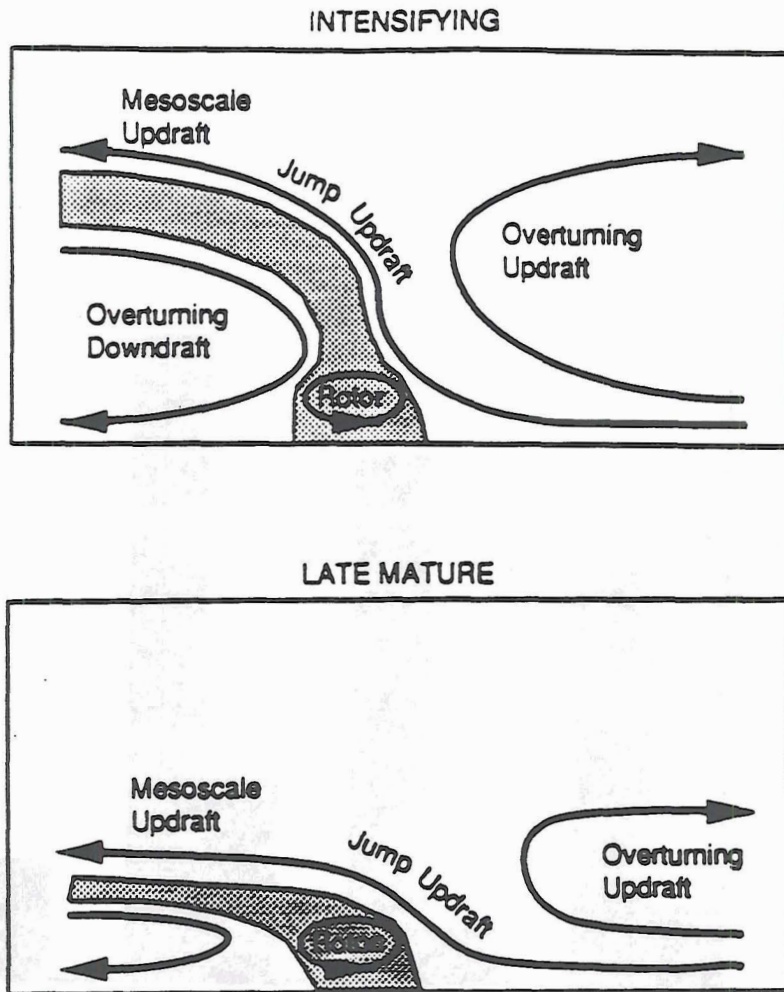 INTENSIFYING
Mesoscale
Updraft
Jump Updraft
Overturning
Updraft
Overturning
Downdraft
Rotor
LATE MATURE
Mesoscale
Updraft
Jump Updraft
Overturning
Updraft
Rotor